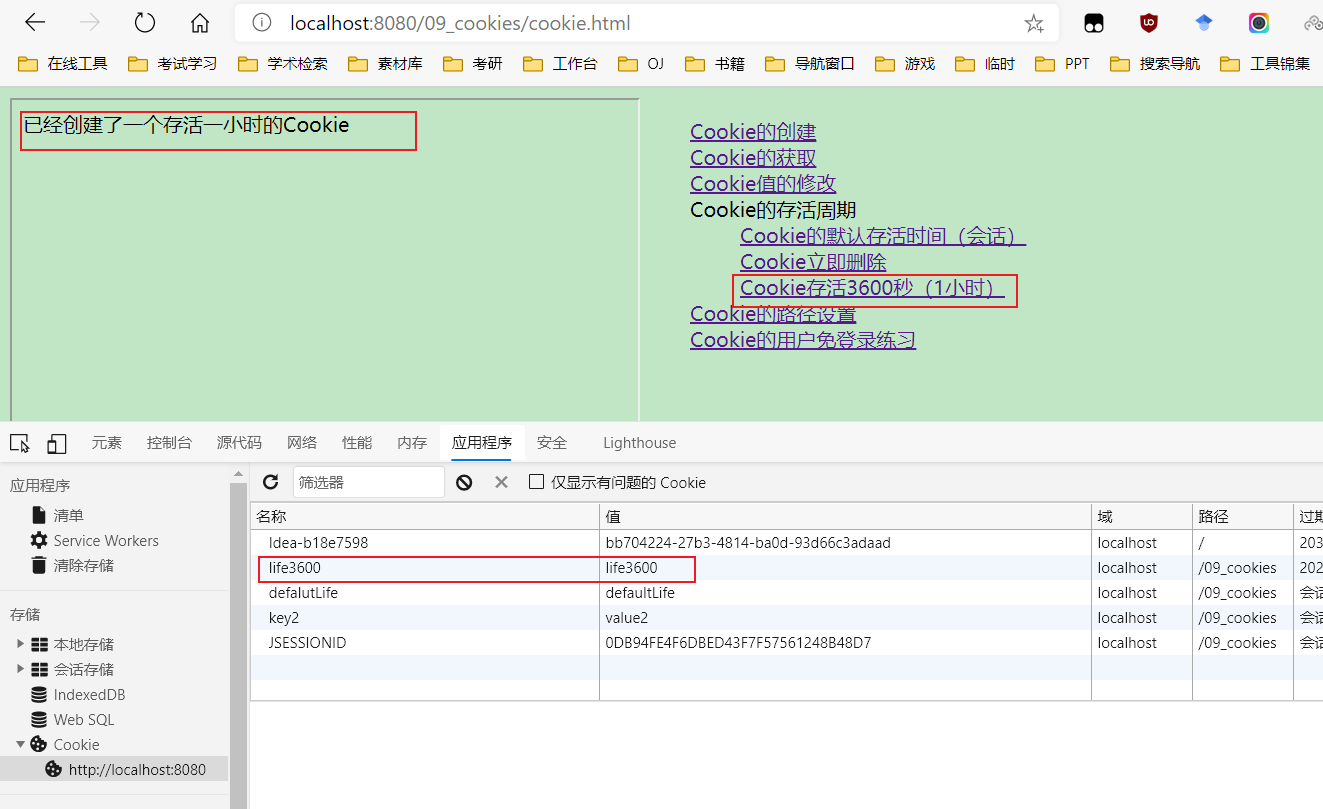 localhost:8080/09_cookies/cookie.html
在线工具 考试学习 学术检索 素材库 考研 工作台 OJ 书籍 导航窗口 游戏 临时 PPT 搜索导航 工具锦集
已经创建了一个存活一小时的Cookie
Cookie的创建
Cookie的获取
Cookie值的修改
Cookie的存活周期
Cookie的默认存活时间（会话）
Cookie立即删除
Cookie存活3600秒（1小时）
Cookie的路径设置
Cookie的用户免登录练习
元素 控制台 源代码 网络 性能 内存 应用程序 安全 Lighthouse
应用程序
清单
Service Workers
清除存储
存储
本地存储
会话存储
IndexedDB
Web SQL
Cookie
http://localhost:8080
筛选器 仅显示有问题的 Cookie
名称 值 域 路径 过期
Idea-b18e7598 bb704224-27b3-4814-ba0d-93d66c3adaad localhost / 203
life3600 life3600 localhost /09_cookies 202
defalutLife defaultLife localhost /09_cookies 会话
key2 value2 localhost /09_cookies 会话
JSESSIONID 0DB94FE4F6DBED43F7F57561248B48D7 localhost /09_cookies 会话